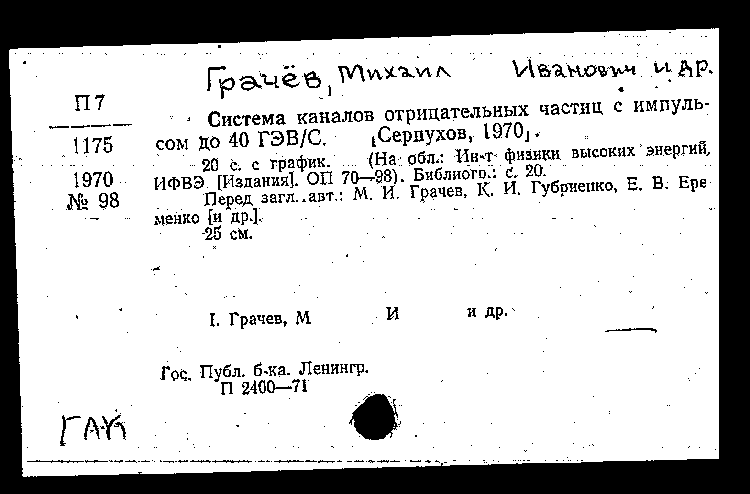 Грачёв, Михаил Иванович и др.
П7
1175
1970
№ 98
Система каналов отрицательных частиц с импуль-
сом до 40 ГЭВ/С. [Серпухов, 1970].
20 с. с график. (На обл.: Ин-т физики высоких энергий,
ИФВЭ [Издания]. ОП 70—98). Библиогр.: с. 20.
Перед загл. авт.: М. И. Грачев, К. И. Губриенко, Е. В. Ере
менко [и др.].
25 см.
I. Грачев, М И и др.
Гос. Публ. б-ка. Ленингр.
П 2400—71
ГАК